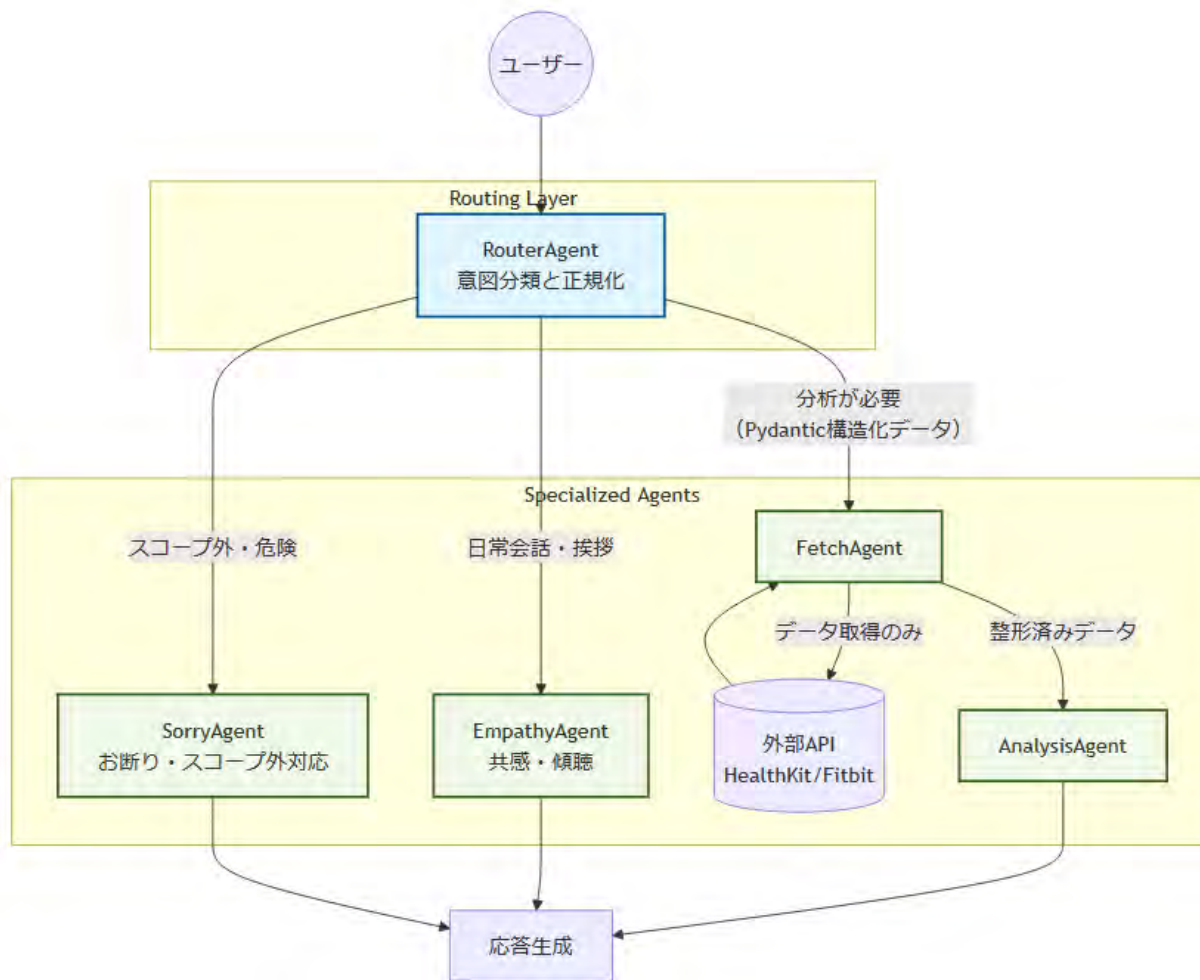 ユーザー
Routing Layer
RouterAgent
意図分類と正規化
分析が必要
（Pydantic構造化データ）
Specialized Agents
スコープ外・危険
日常会話・挨拶
FetchAgent
データ取得のみ
整形済みデータ
SorryAgent
お断り・スコープ外対応
EmpathyAgent
共感・傾聴
外部API
HealthKit/Fitbit
AnalysisAgent
応答生成